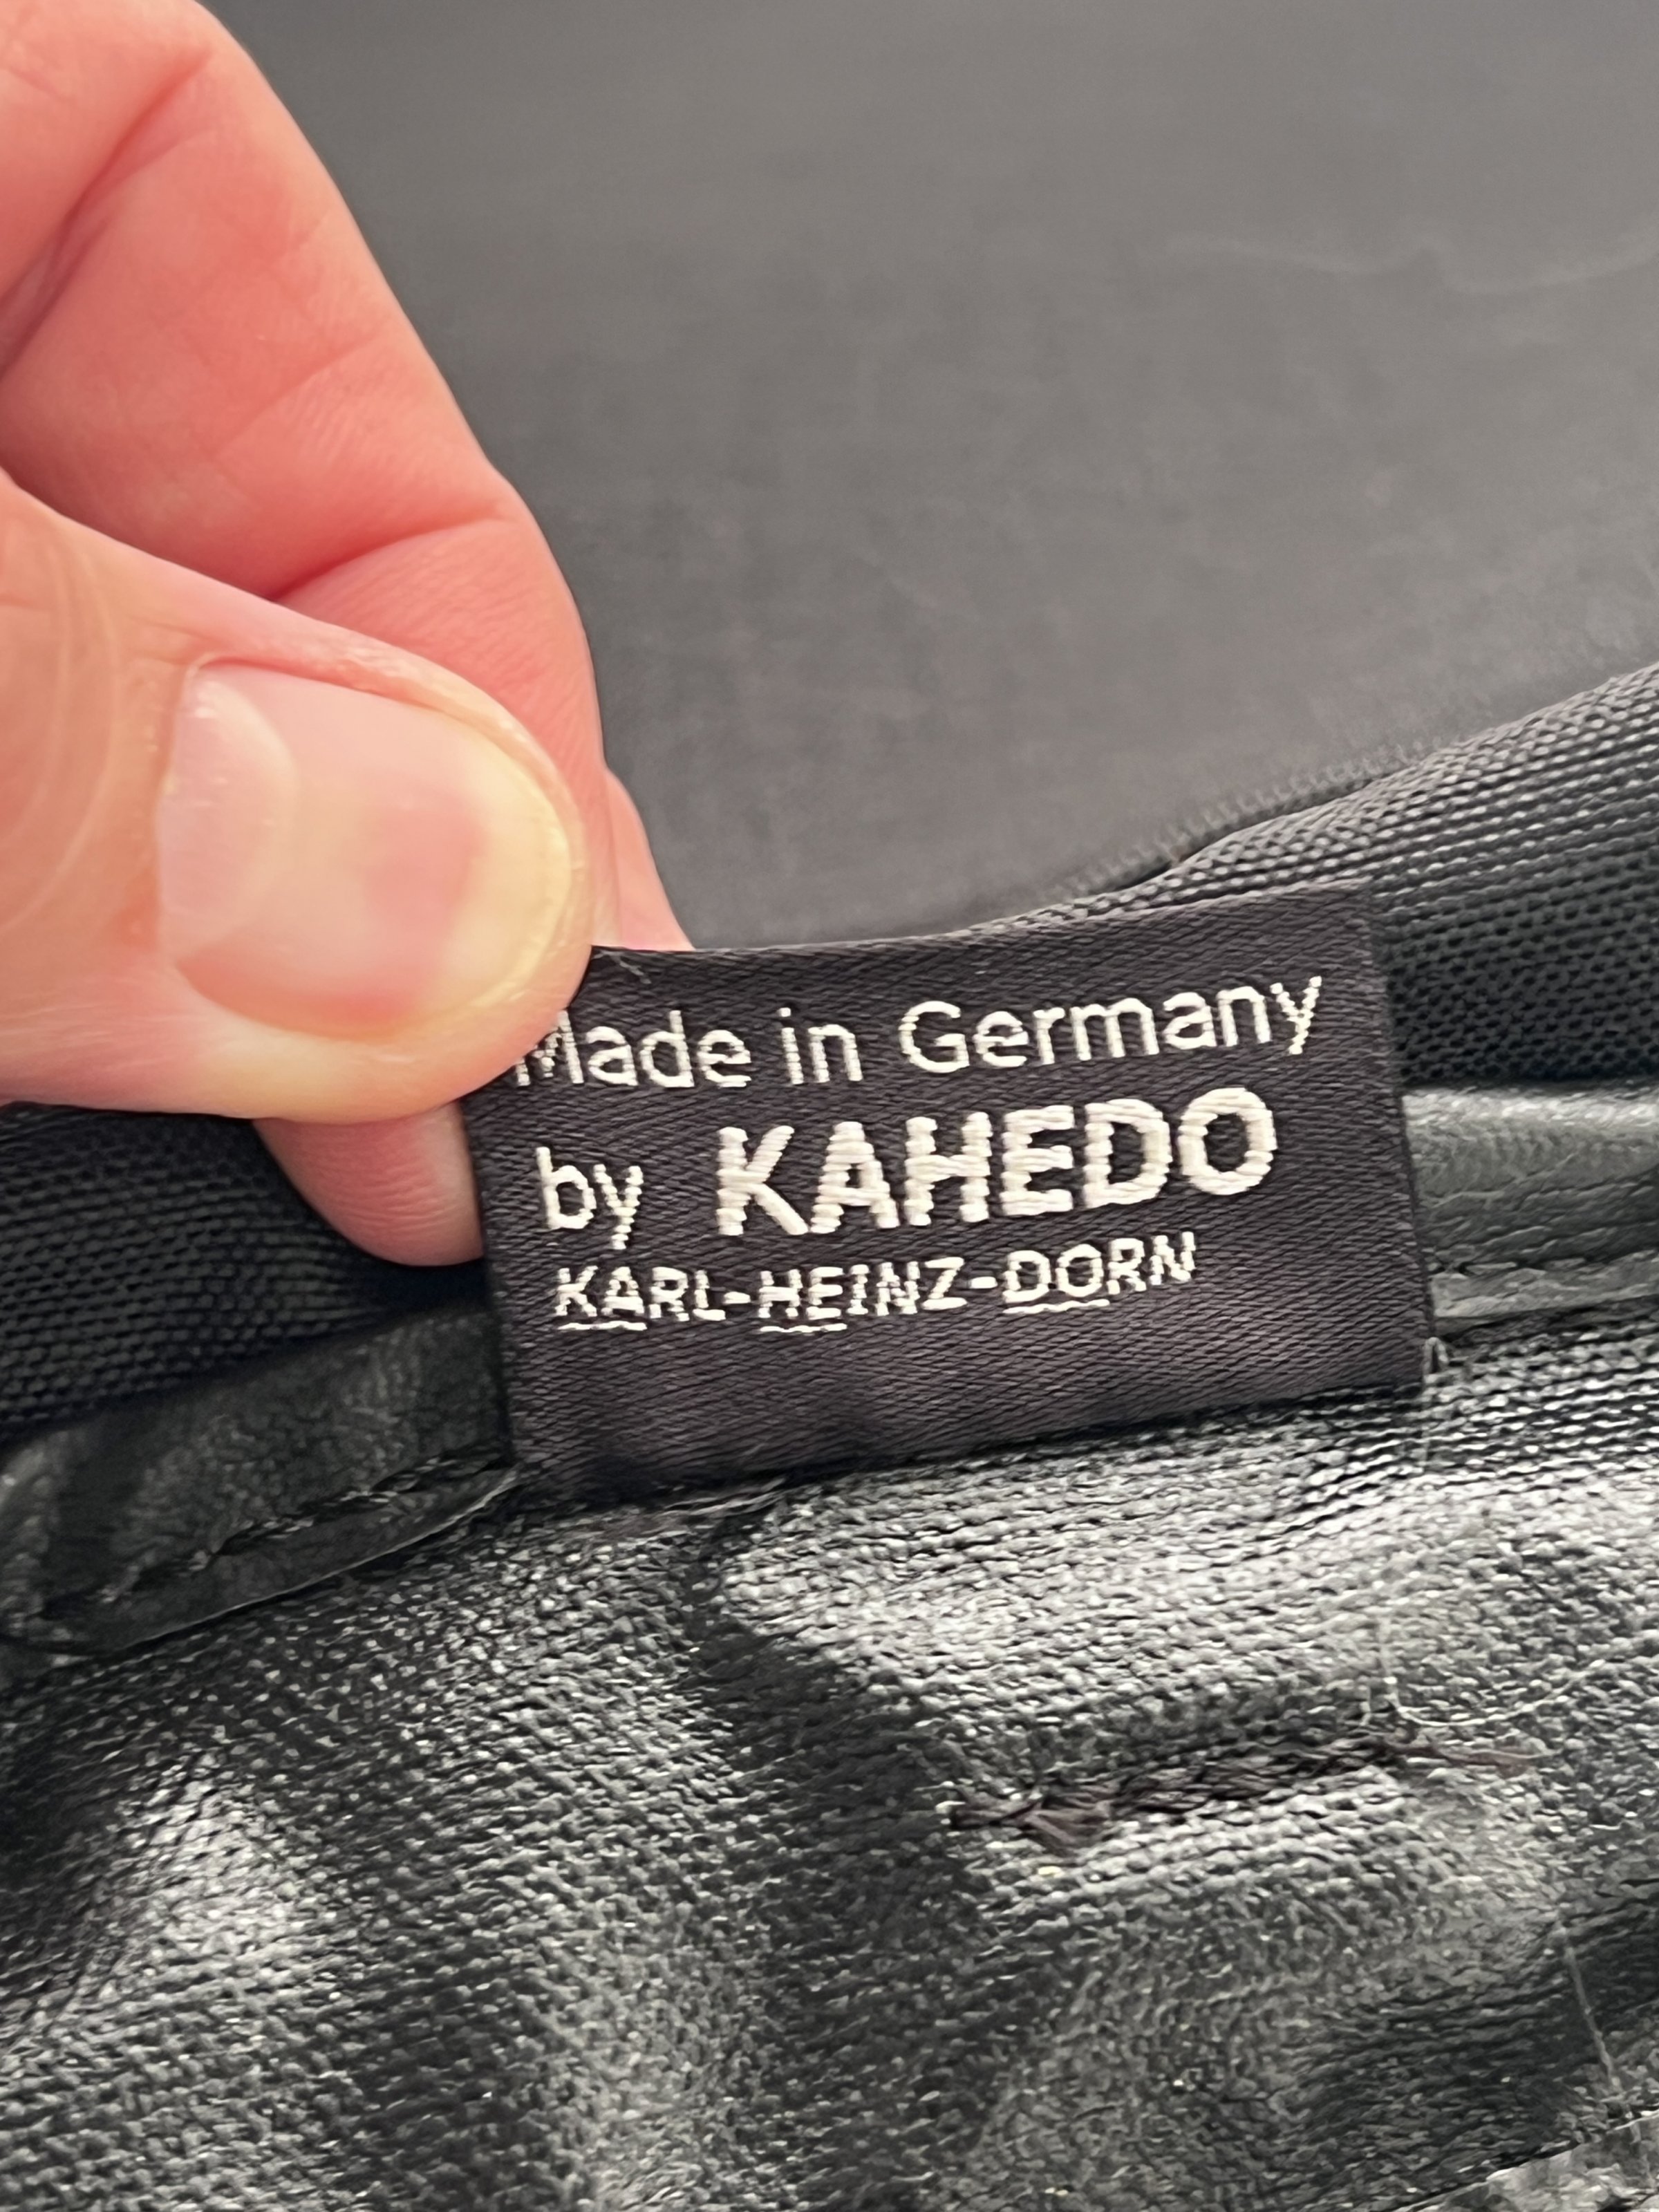 Made in Germany
by KAHEDO
KARL-HEINZ-DORN